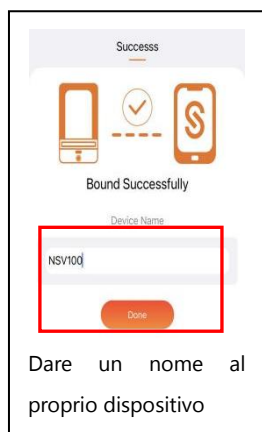 Successs
Bound Successfully
Device Name
NSV100
Done
Dare un nome al
proprio dispositivo